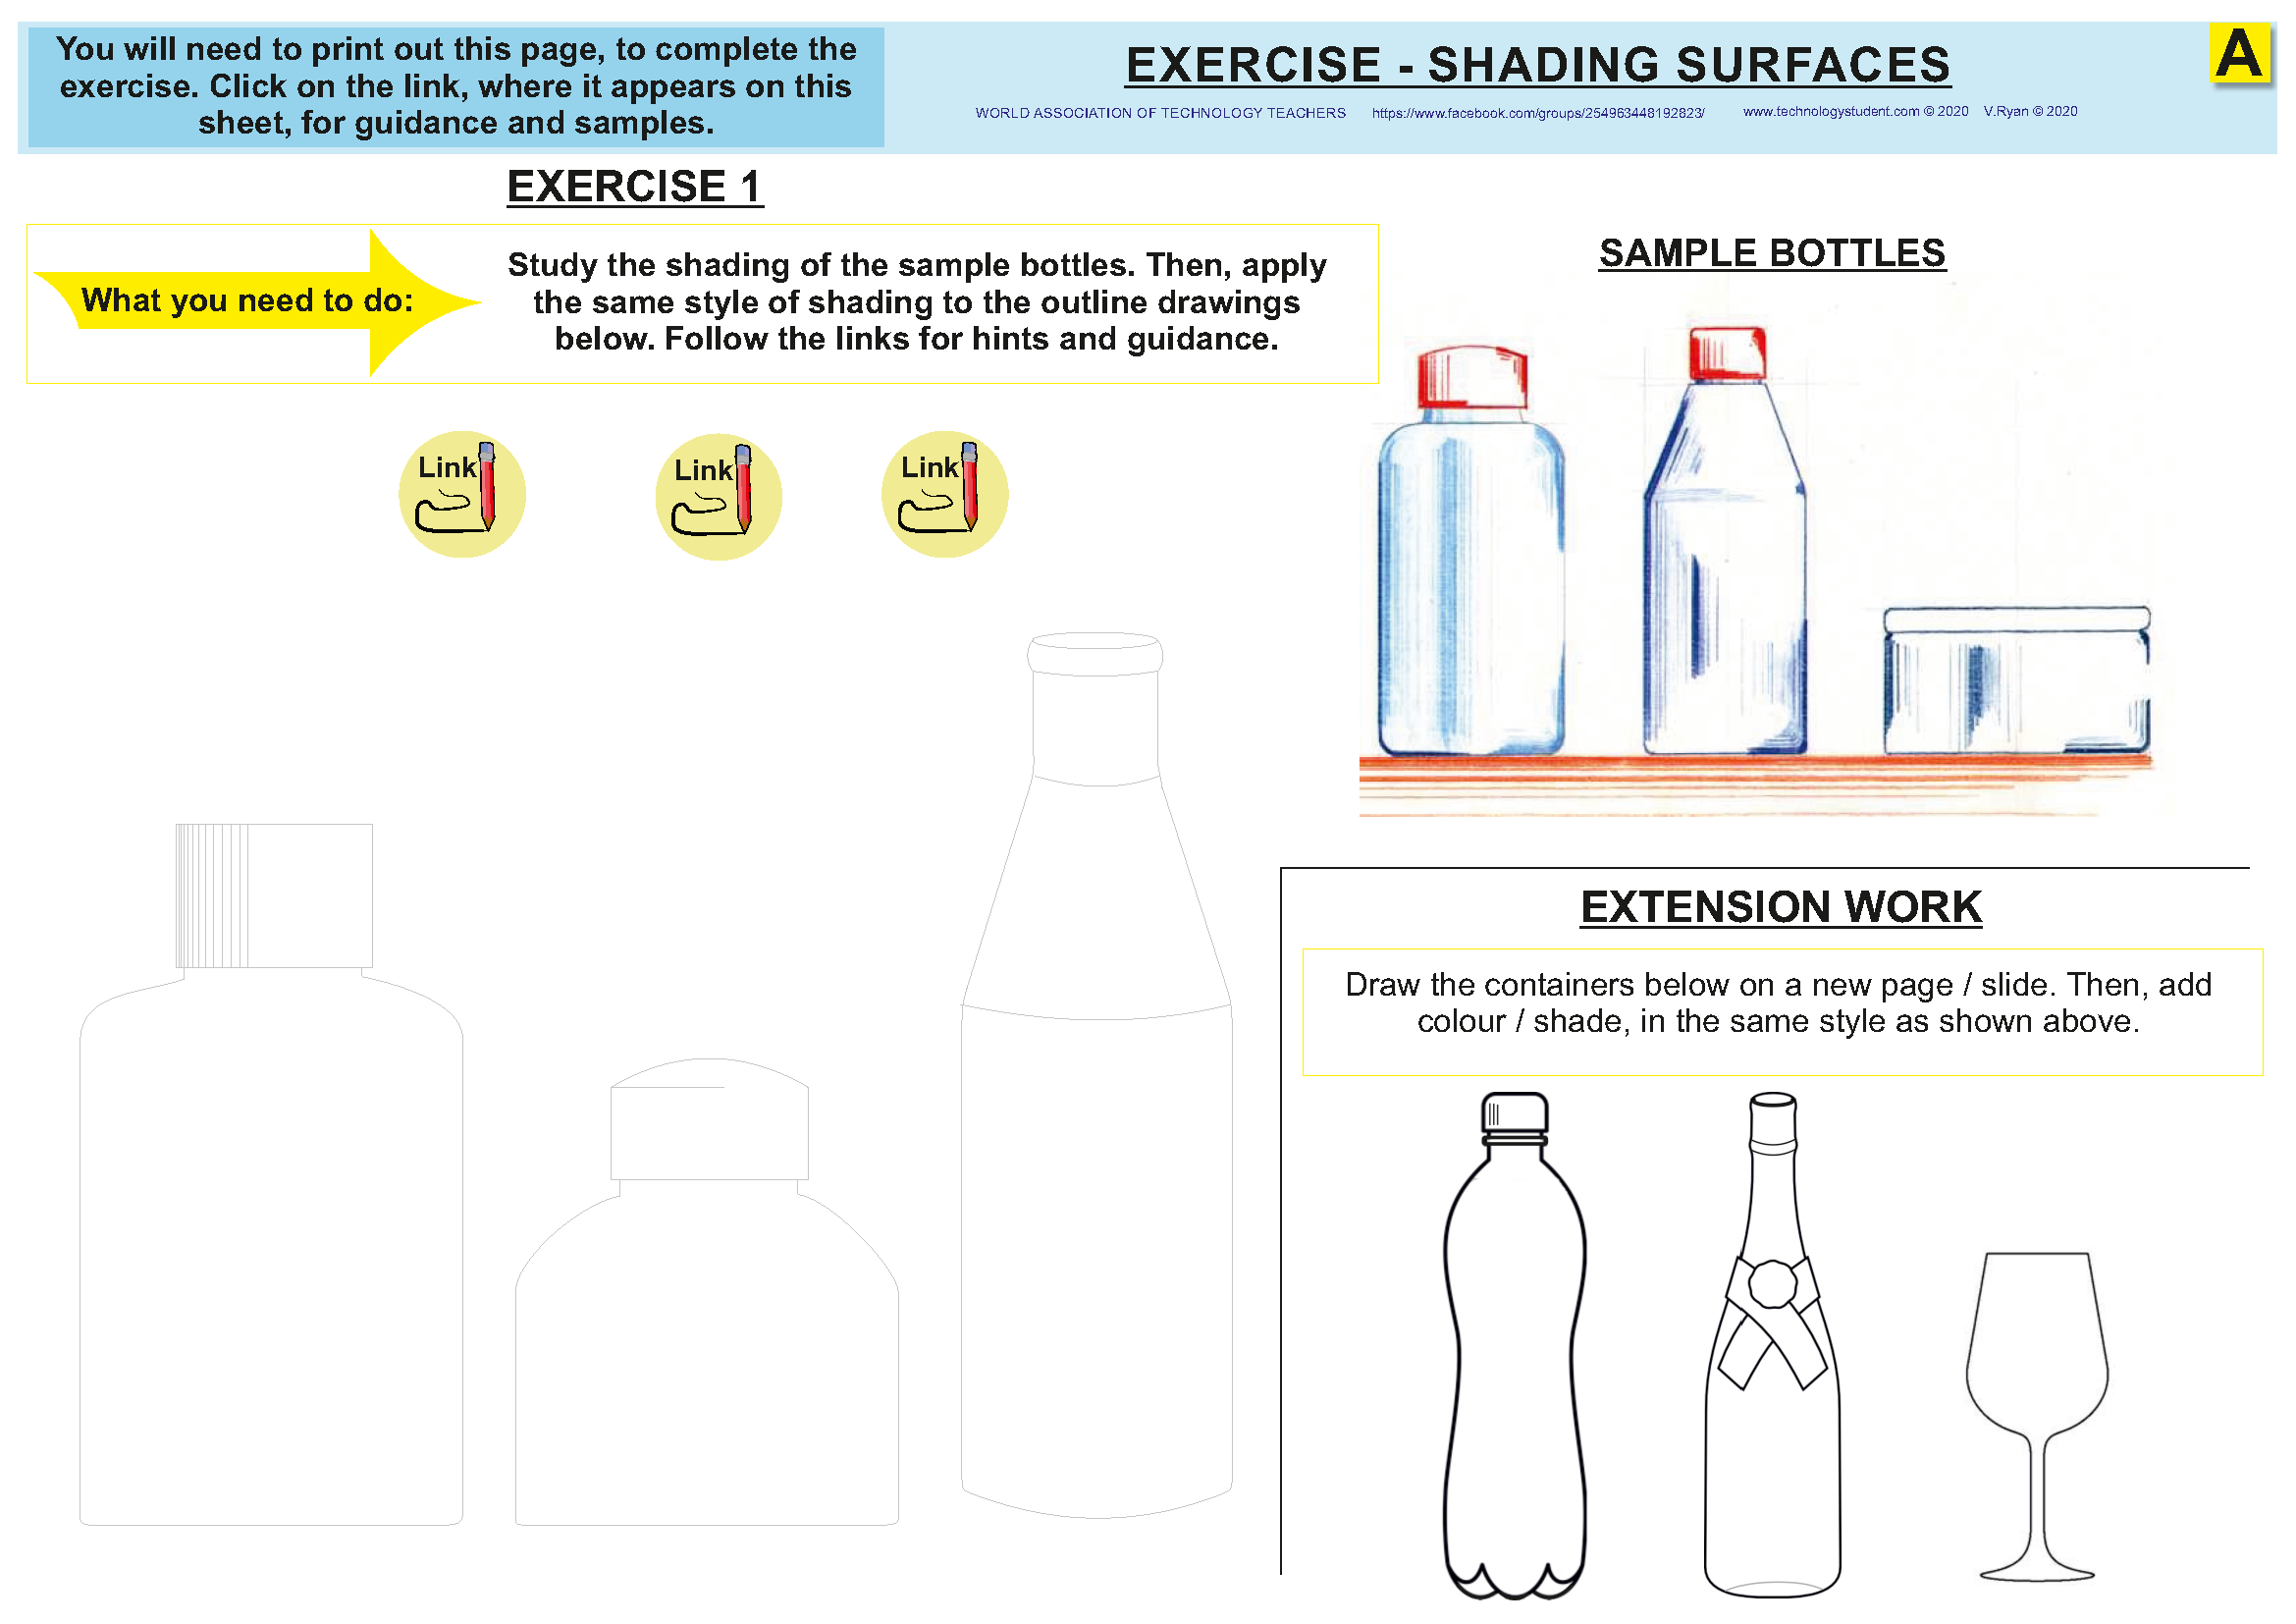 You will need to print out this page, to complete the
exercise. Click on the link, where it appears on this
sheet, for guidance and samples.
EXERCISE - SHADING SURFACES
A
WORLD ASSOCIATION OF TECHNOLOGY TEACHERS https://www.facebook.com/groups/254963448192823/ www.technologystudent.com © 2020 V.Ryan © 2020
EXERCISE 1
What you need to do:
Study the shading of the sample bottles. Then, apply
the same style of shading to the outline drawings
below. Follow the links for hints and guidance.
SAMPLE BOTTLES
Link
Link
Link
EXTENSION WORK
Draw the containers below on a new page / slide. Then, add
colour / shade, in the same style as shown above.